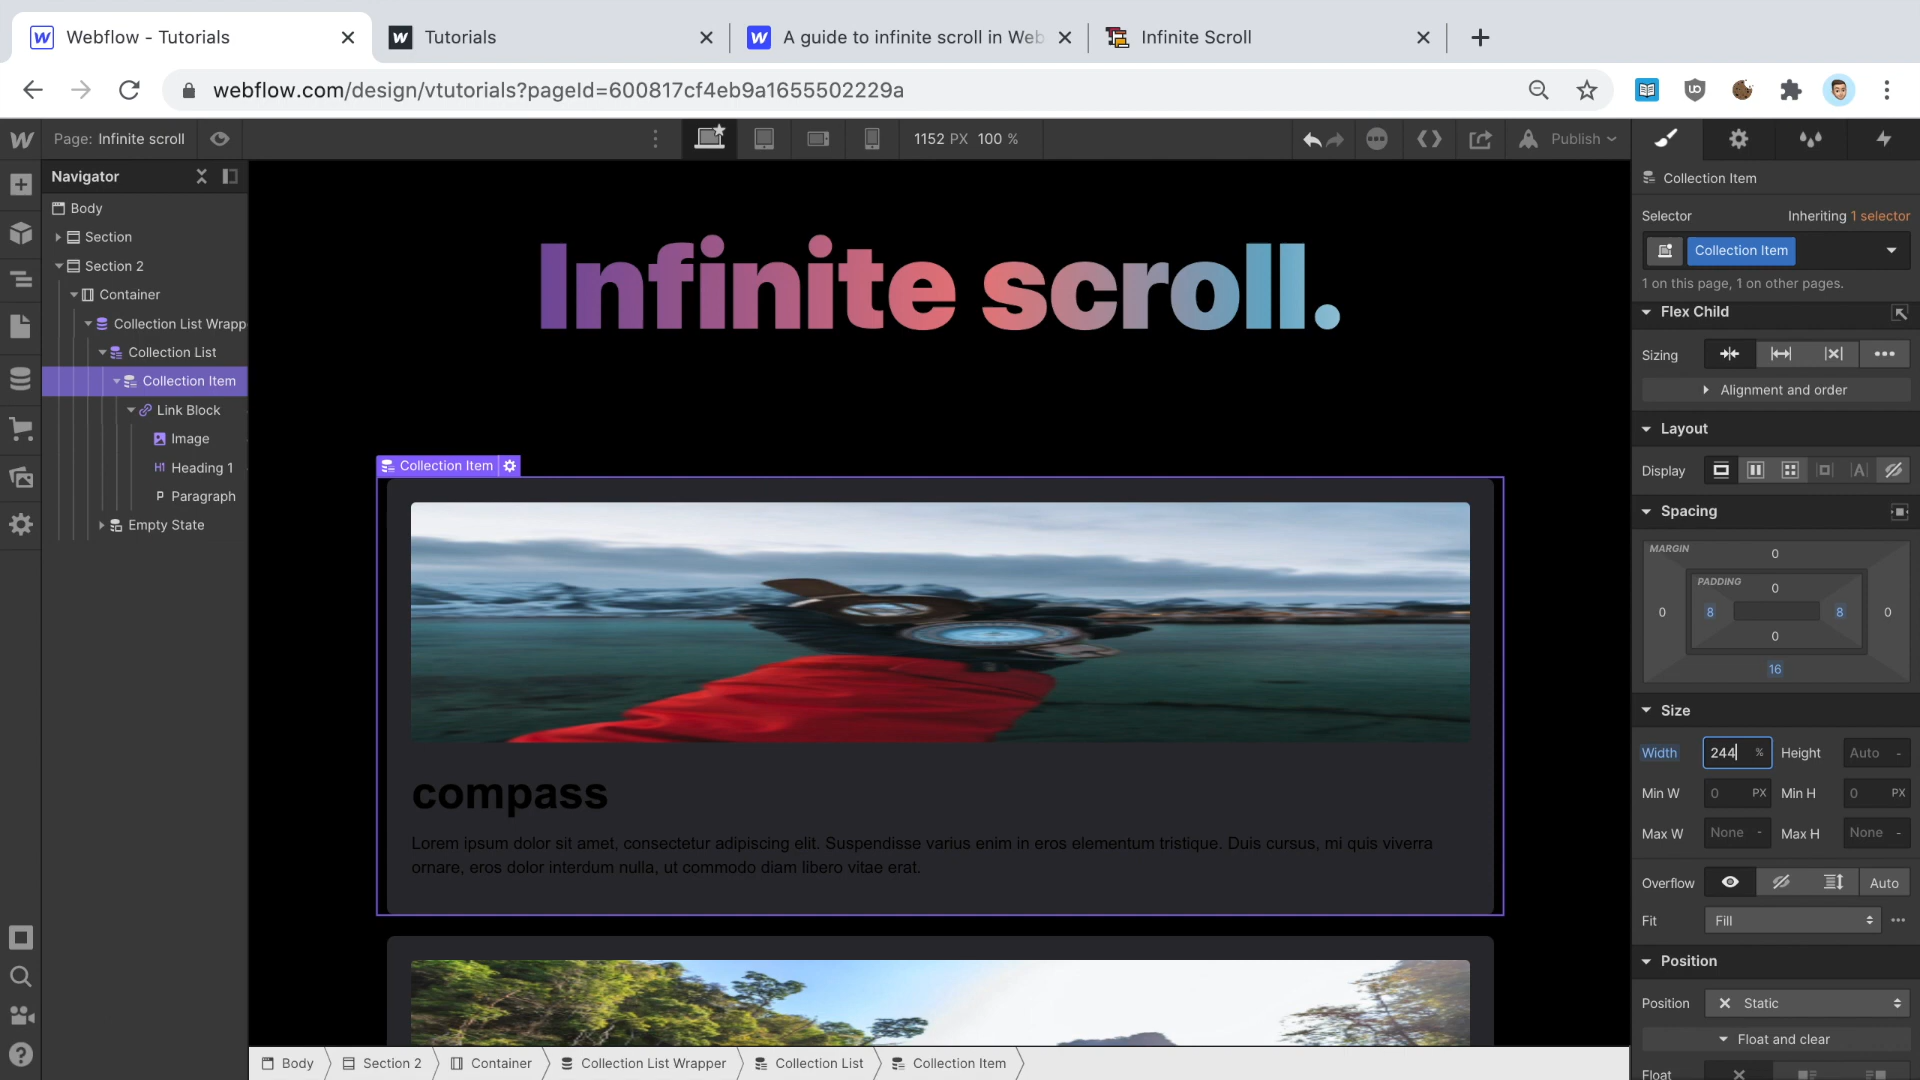 Webflow - Tutorials
Tutorials
A guide to infinite scroll in Web
Infinite Scroll
webflow.com/design/vtutorials?pageId=600817cf4eb9a1655502229a
Page: Infinite scroll
1152 PX 100 %
Publish
Navigator
Body
Section
Section 2
Container
Collection List Wrapp
Collection List
Collection Item
Link Block
Image
H1 Heading 1
P Paragraph
Empty State
Infinite scroll.
Collection Item
compass
Lorem ipsum dolor sit amet, consectetur adipiscing elit. Suspendisse varius enim in eros elementum tristique. Duis cursus, mi quis viverra
ornare, eros dolor interdum nulla, ut commodo diam libero vitae erat.
Body
Section 2
Container
Collection List Wrapper
Collection List
Collection Item
Collection Item
Selector Inheriting 1 selector
Collection Item
1 on this page, 1 on other pages.
Flex Child
Sizing
Alignment and order
Layout
Display
Spacing
MARGIN
0
PADDING
0
0 8 8 0
0
16
Size
Width 244 % Height Auto -
Min W 0 PX Min H 0 PX
Max W None - Max H None -
Overflow Auto
Fit Fill
Position
Position Static
Float and clear
Float